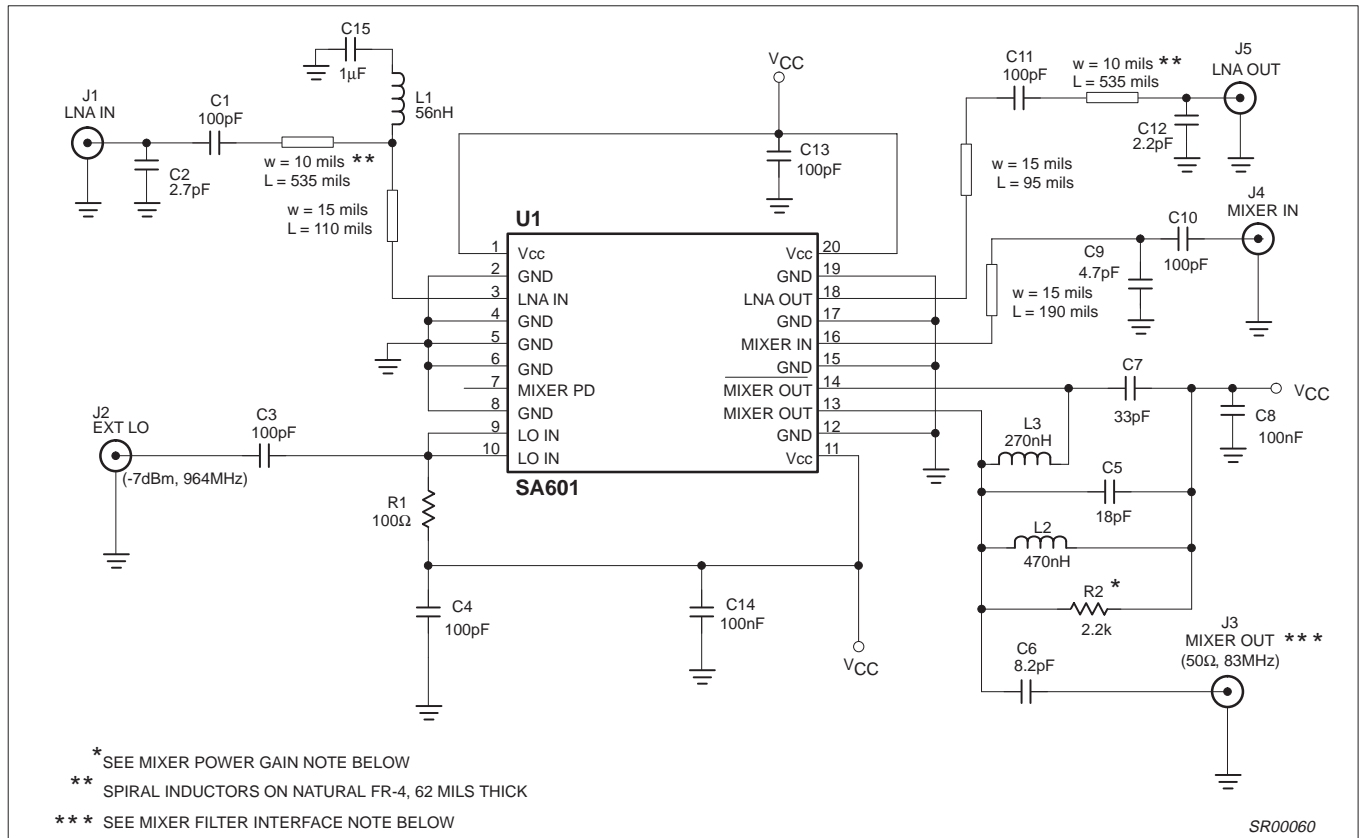 C15
1μF
L1
56nH
J1
LNA IN
C1
100pF
C2
2.7pF
w = 10 mils **
L = 535 mils
w = 15 mils
L = 110 mils
VCC
C13
100pF
C11
100pF
w = 10 mils **
L = 535 mils
J5
LNA OUT
C12
2.2pF
w = 15 mils
L = 95 mils
J4
MIXER IN
C10
100pF
C9
4.7pF
w = 15 mils
L = 190 mils
U1
1 Vcc
2 GND
3 LNA IN
4 GND
5 GND
6 GND
7 MIXER PD
8 GND
9 LO IN
10 LO IN
20 Vcc
19 GND
18 LNA OUT
17 GND
16 MIXER IN
15 GND
14 MIXER OUT
13 MIXER OUT
12 GND
11 Vcc
SA601
J2
EXT LO
(-7dBm, 964MHz)
C3
100pF
R1
100Ω
C4
100pF
C14
100nF
VCC
C7
33pF
VCC
C8
100nF
L3
270nH
C5
18pF
L2
470nH
R2 *
2.2k
C6
8.2pF
J3
MIXER OUT ***
(50Ω, 83MHz)
* SEE MIXER POWER GAIN NOTE BELOW
** SPIRAL INDUCTORS ON NATURAL FR-4, 62 MILS THICK
*** SEE MIXER FILTER INTERFACE NOTE BELOW
SR00060